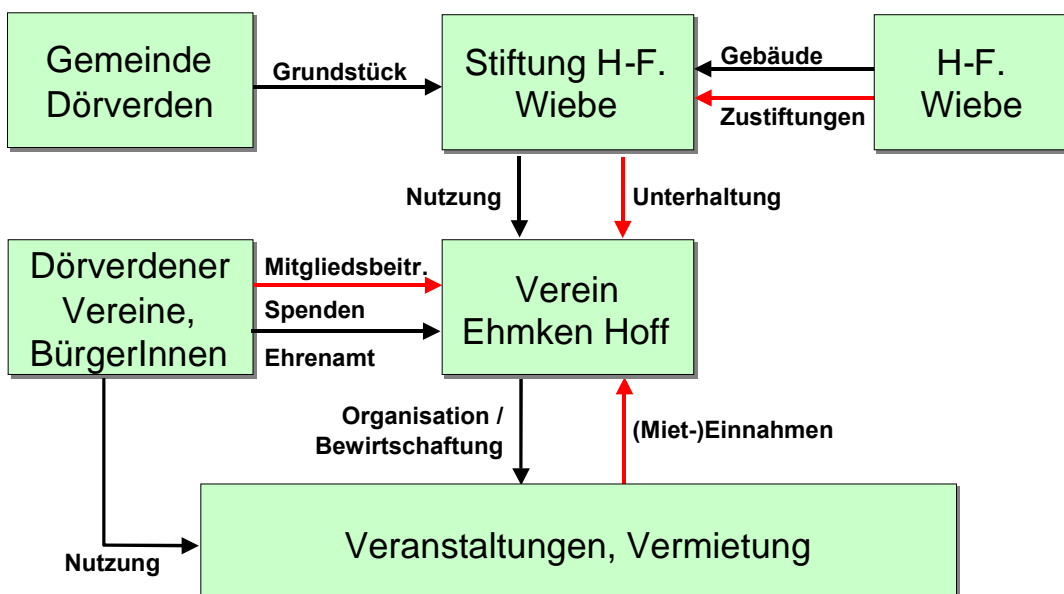 Gemeinde
Dörverden
Grundstück
Stiftung H-F.
Wiebe
Gebäude
Zustiftungen
H-F.
Wiebe
Nutzung
Unterhaltung
Dörverdener
Vereine,
BürgerInnen
Mitgliedsbeitr.
Spenden
Ehrenamt
Verein
Ehmken Hoff
Organisation /
Bewirtschaftung
(Miet-)Einnahmen
Nutzung
Veranstaltungen, Vermietung